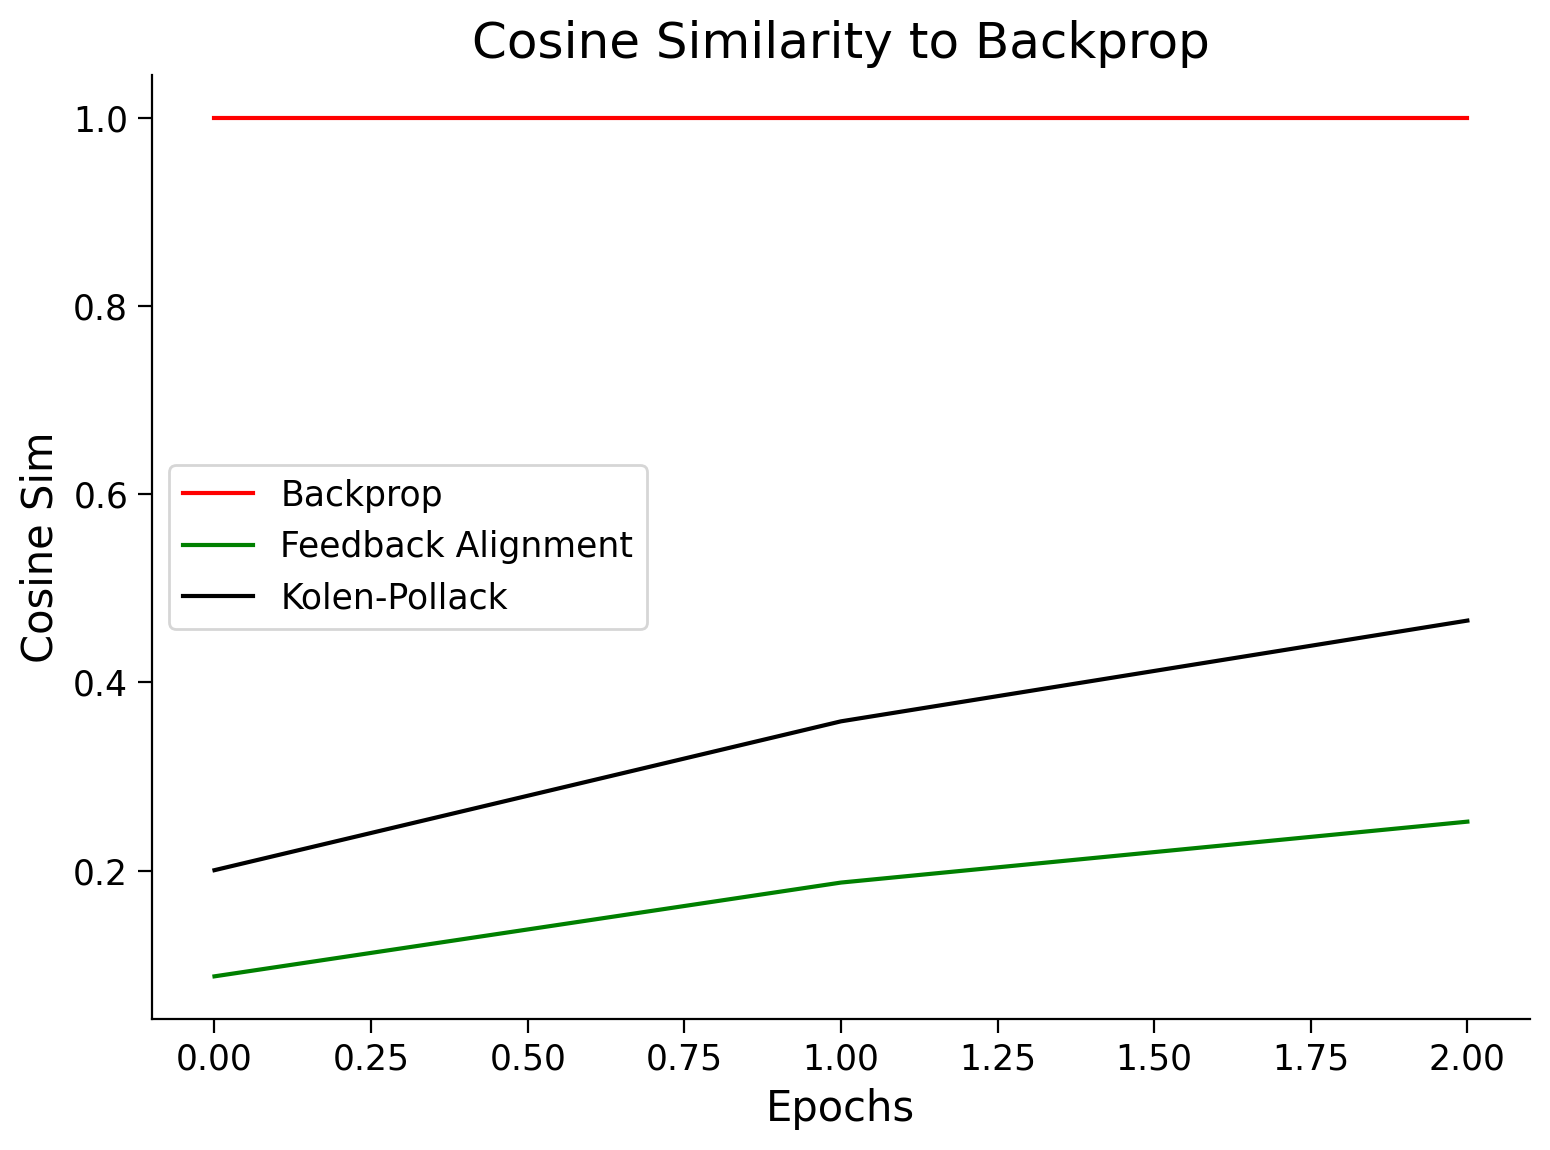 Cosine Similarity to Backprop
Cosine Sim
1.0
0.8
0.6
0.4
0.2
Backprop
Feedback Alignment
Kolen-Pollack
0.00 0.25 0.50 0.75 1.00 1.25 1.50 1.75 2.00
Epochs